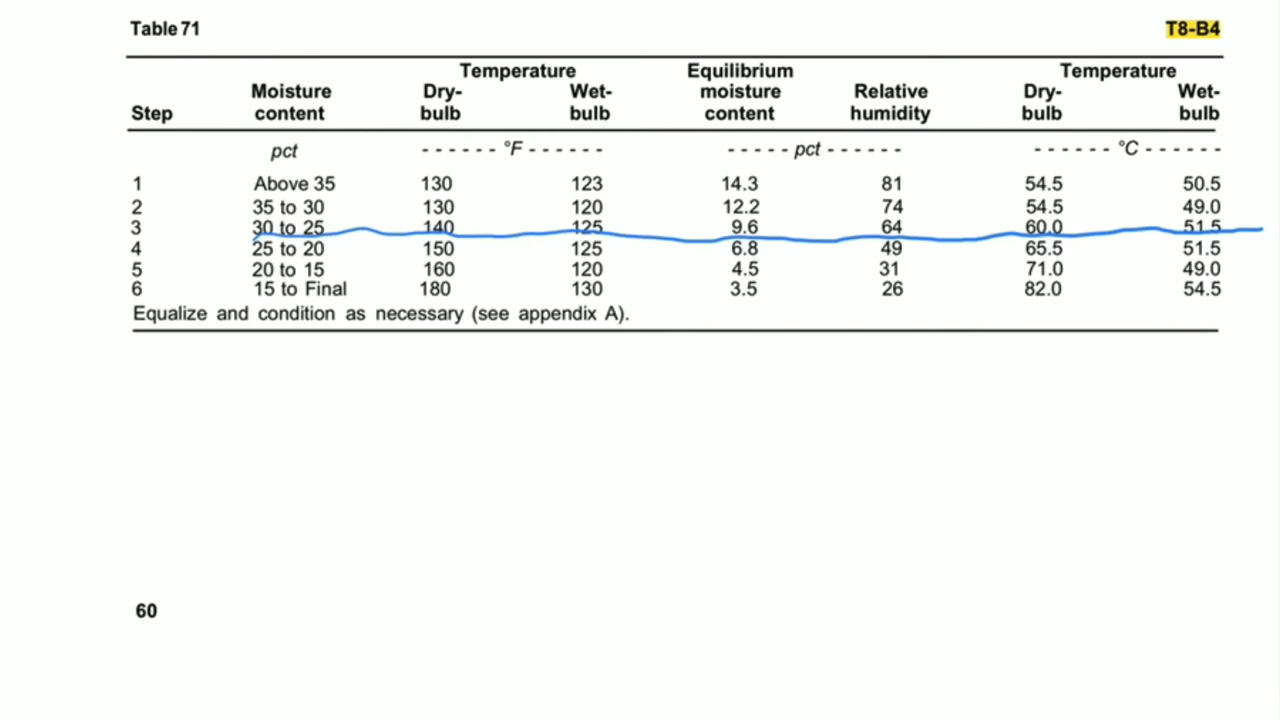 Table 71 T8-B4
Temperature Equilibrium Temperature
Moisture Dry- Wet- moisture Relative Dry- Wet-
Step content bulb bulb content humidity bulb bulb
pct - - - - - - °F - - - - - - - - - - - pct - - - - - - - - - - - - °C - - - - - -
1 Above 35 130 123 14.3 81 54.5 50.5
2 35 to 30 130 120 12.2 74 54.5 49.0
3 30 to 25 140 125 9.6 64 60.0 51.5
4 25 to 20 150 125 6.8 49 65.5 51.5
5 20 to 15 160 120 4.5 31 71.0 49.0
6 15 to Final 180 130 3.5 26 82.0 54.5
Equalize and condition as necessary (see appendix A).
60